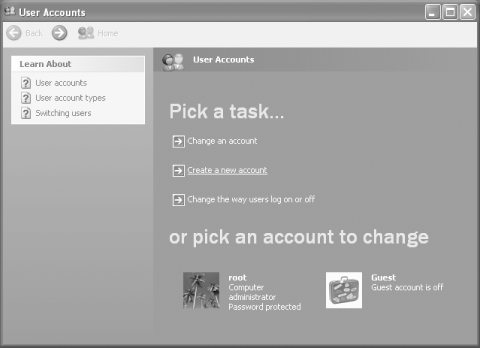 User Accounts
Back
Home
Learn About
User accounts
User account types
Switching users
User Accounts
Pick a task...
Change an account
Create a new account
Change the way users log on or off
or pick an account to change
root
Computer
administrator
Password protected
Guest
Guest account is off